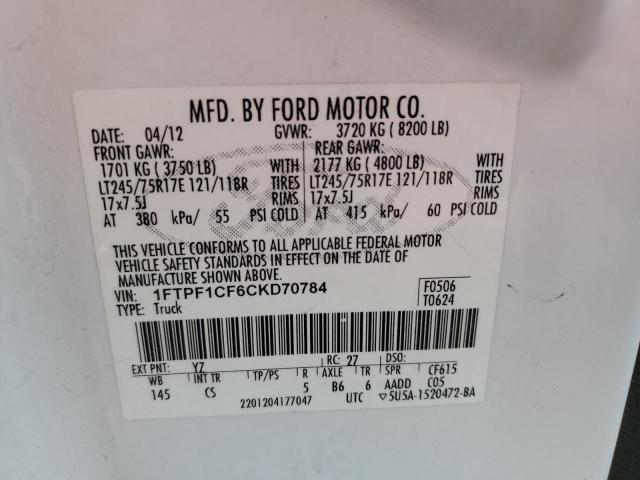 MFD. BY FORD MOTOR CO.
DATE: 04/12 GVWR: 3720 KG ( 8200 LB)
FRONT GAWR: REAR GAWR:
1701 KG ( 3750 LB) WITH 2177 KG ( 4800 LB) WITH
LT245/75R17E 121/118R TIRES LT245/75R17E 121/118R TIRES
17x7.5J RIMS 17x7.5J RIMS
AT 380 kPa/ 55 PSI COLD AT 415 kPa/ 60 PSI COLD
THIS VEHICLE CONFORMS TO ALL APPLICABLE FEDERAL MOTOR
VEHICLE SAFETY STANDARDS IN EFFECT ON THE DATE OF
MANUFACTURE SHOWN ABOVE.
VIN: 1FTPF1CF6CKD70784 F0506
TYPE: Truck T0624
EXT PNT: YZ RC: 27 DSO:
WB INT TR TP/PS R AXLE TR SPR CF615
145 CS 5 B6 6 AADD C05
2201204177047 UTC ▽5U5A-1520472-BA